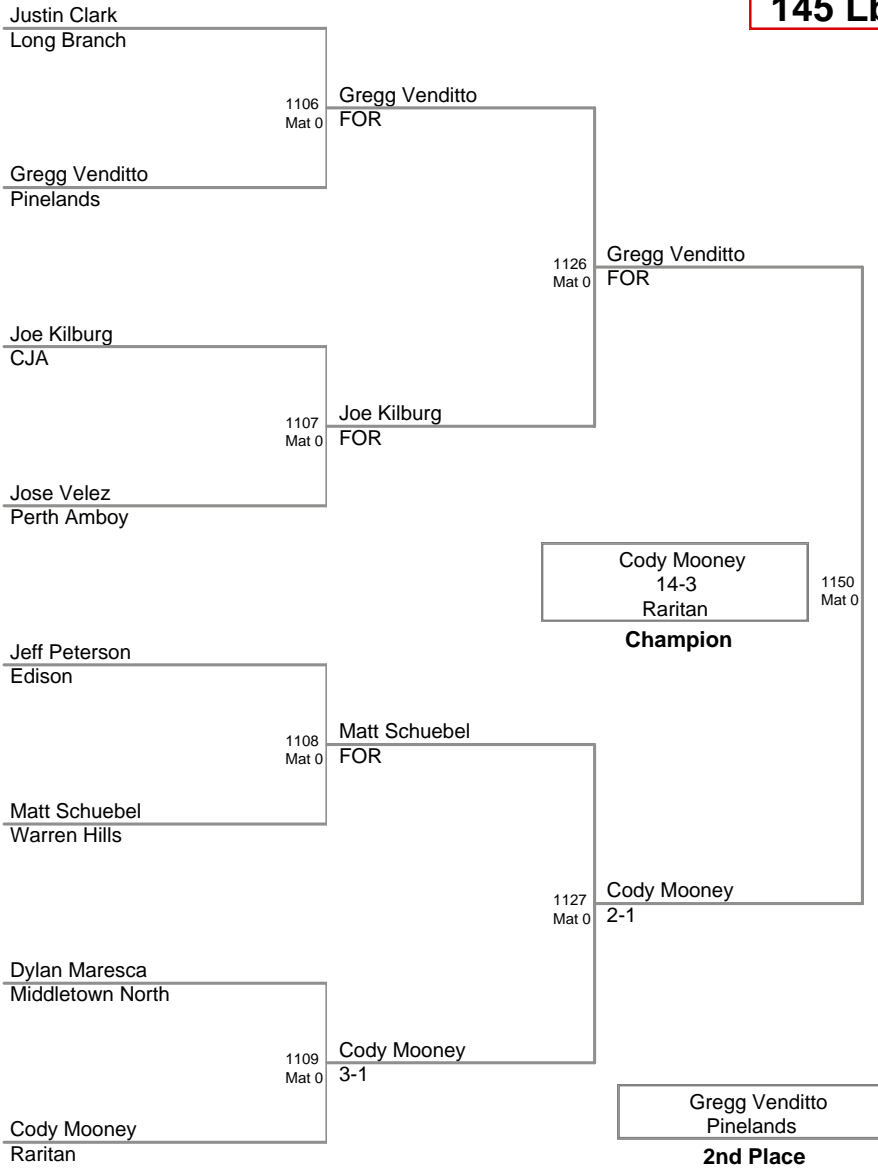 145 Lb
Justin Clark
Long Branch
1106
Mat 0
Gregg Venditto
FOR
Gregg Venditto
Pinelands
1126
Mat 0
Gregg Venditto
FOR
Joe Kilburg
CJA
1107
Mat 0
Joe Kilburg
FOR
Jose Velez
Perth Amboy
Cody Mooney
14-3
Raritan
Champion
1150
Mat 0
Jeff Peterson
Edison
1108
Mat 0
Matt Schuebel
FOR
Matt Schuebel
Warren Hills
1127
Mat 0
Cody Mooney
2-1
Dylan Maresca
Middletown North
1109
Mat 0
Cody Mooney
3-1
Cody Mooney
Raritan
Gregg Venditto
Pinelands
2nd Place